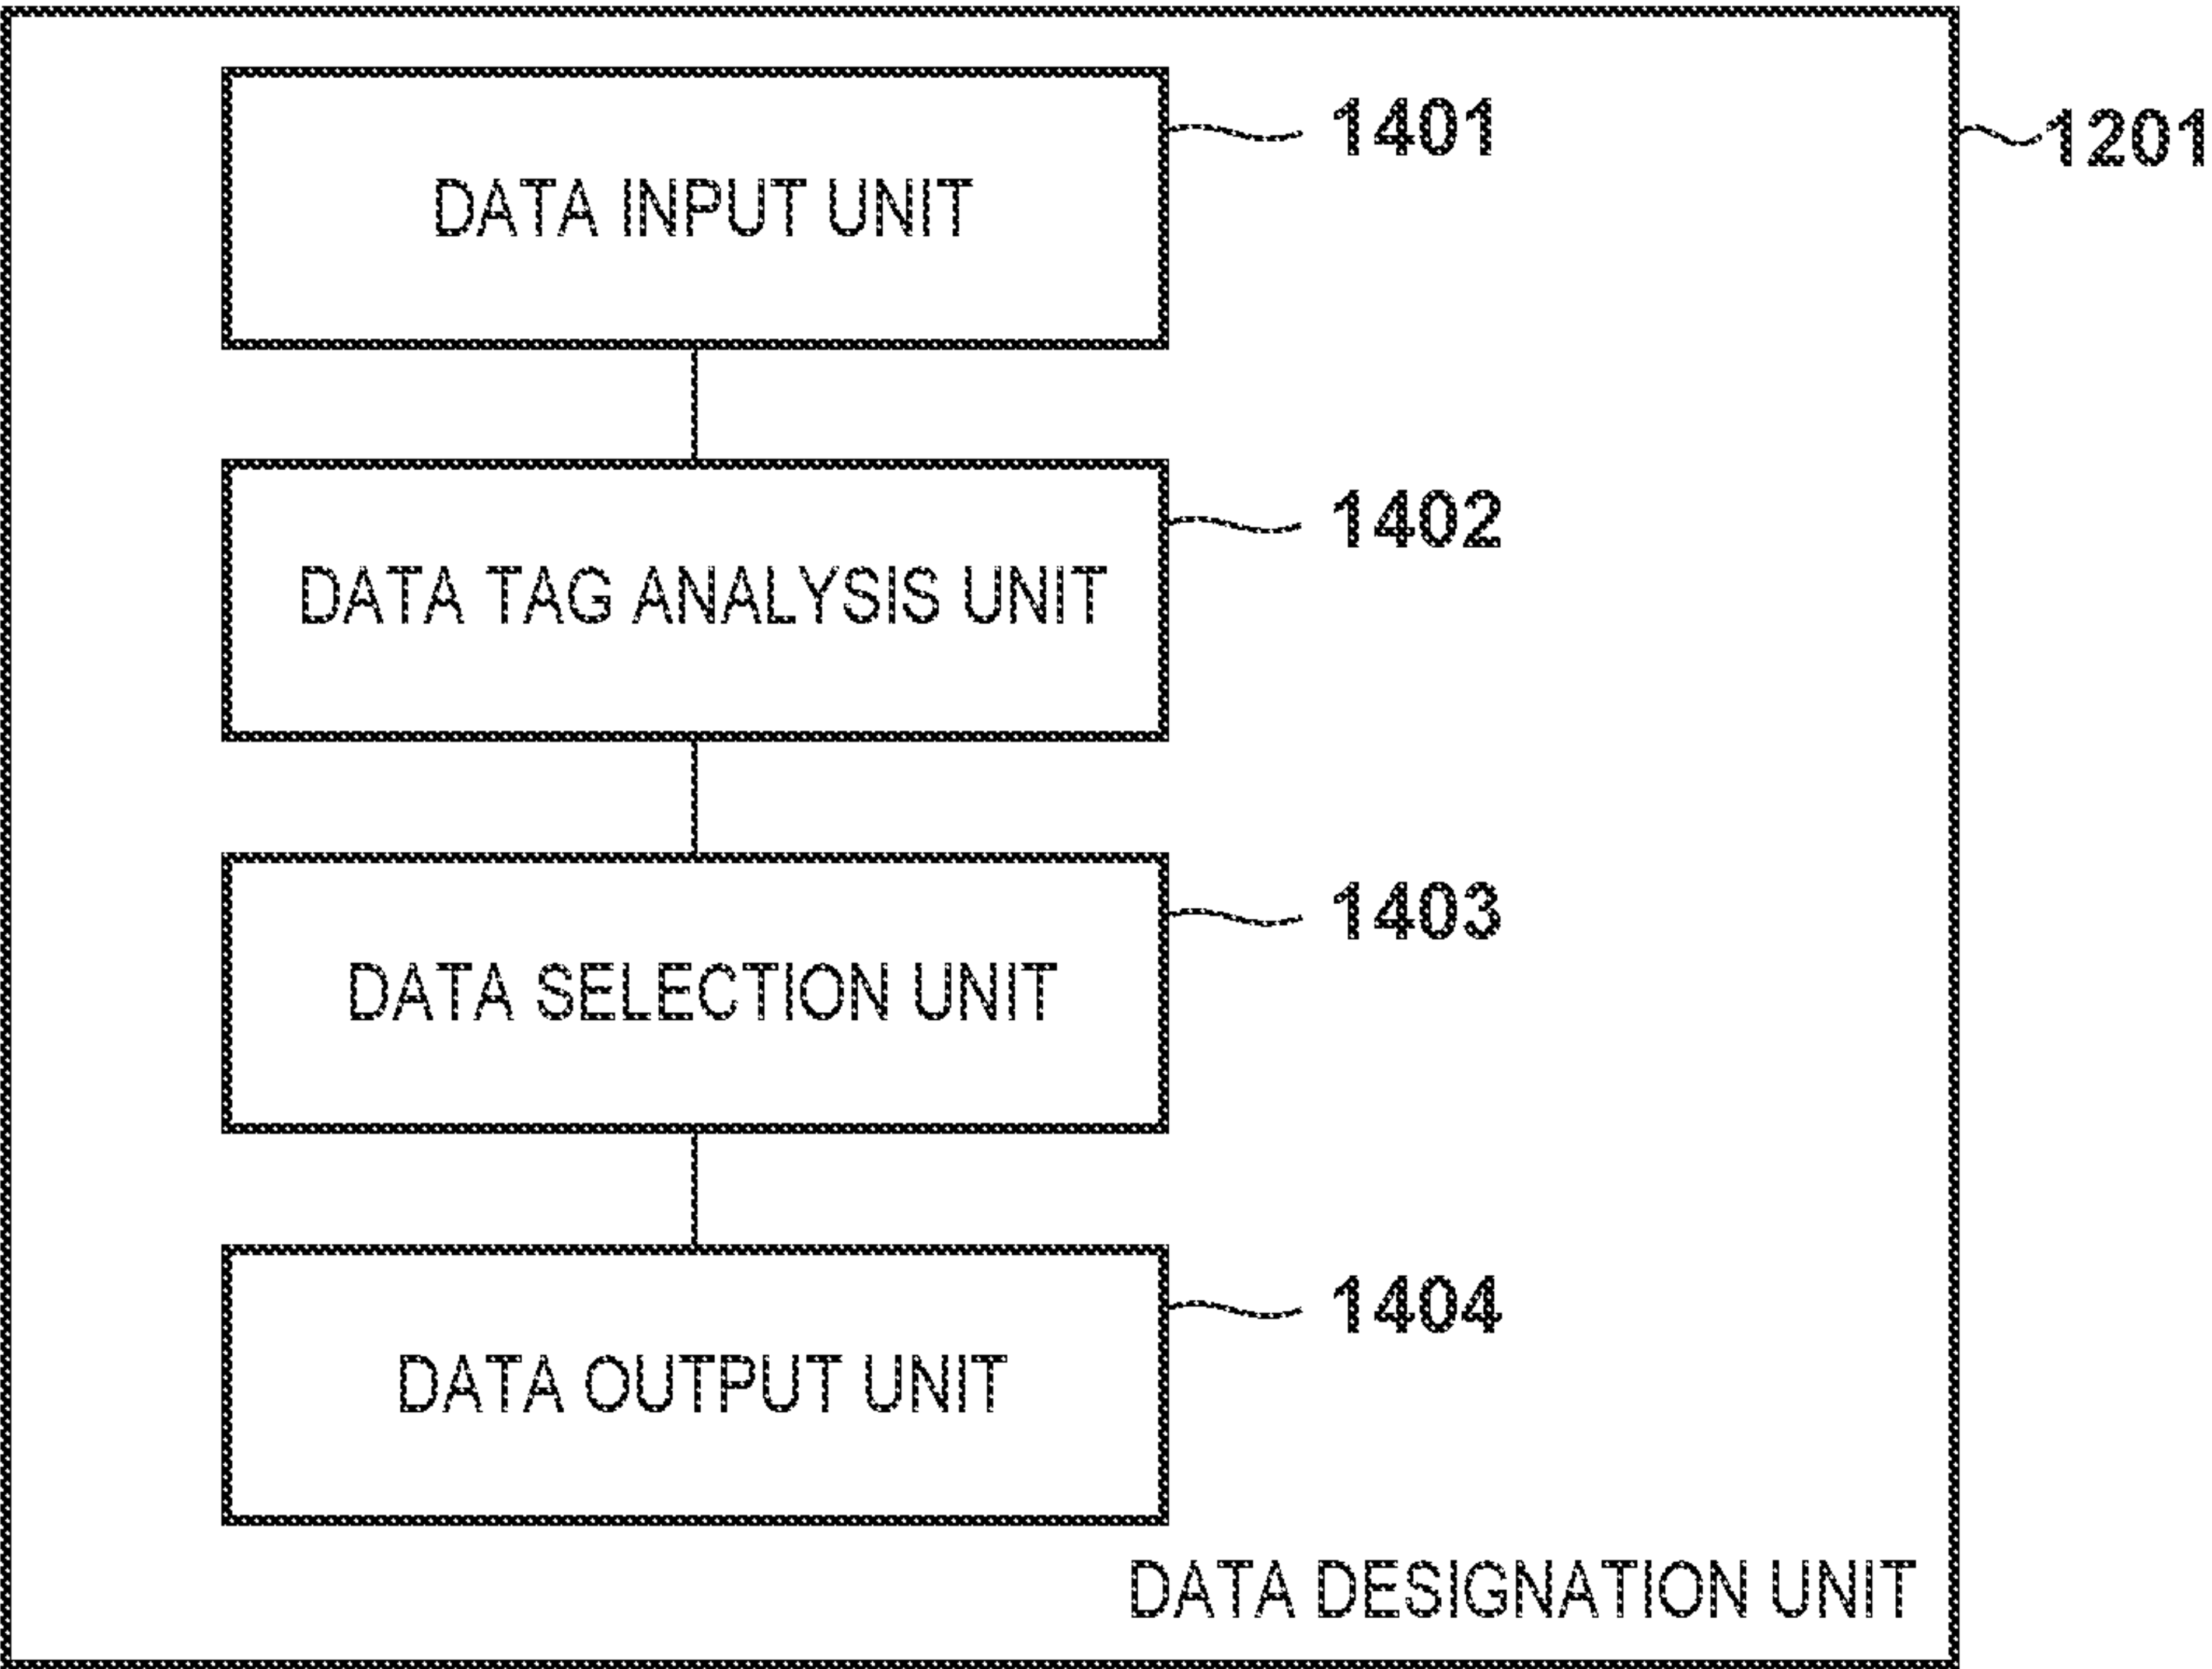 1401
1201
DATA INPUT UNIT
1402
DATA TAG ANALYSIS UNIT
1403
DATA SELECTION UNIT
1404
DATA OUTPUT UNIT
DATA DESIGNATION UNIT